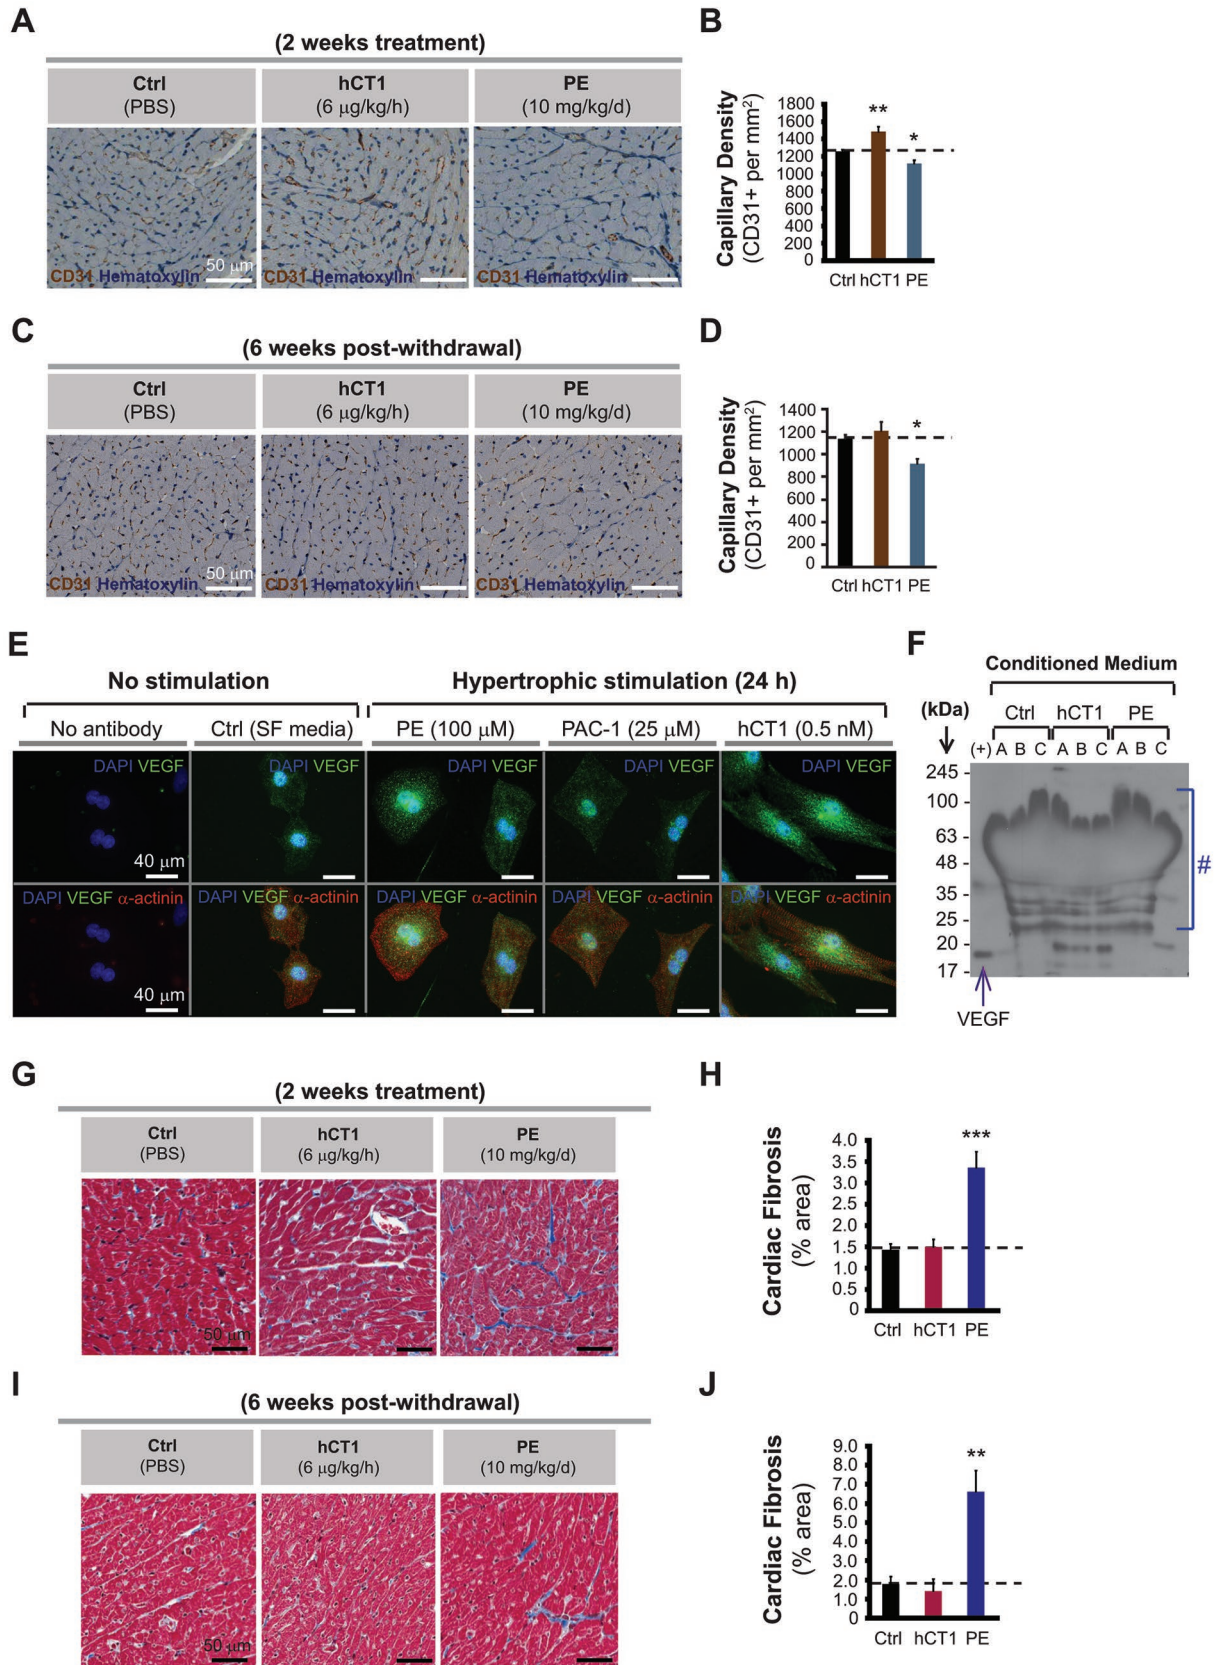 A
(2 weeks treatment)
Ctrl
(PBS)
hCT1
(6 μg/kg/h)
PE
(10 mg/kg/d)
50 μm
CD31 Hematoxylin
CD31 Hematoxylin
CD31 Hematoxylin
B
Capillary Density
(CD31+ per mm²)
1800
1600
1400
1200
1000
800
600
400
200
0
**
*
Ctrl hCT1 PE
C
(6 weeks post-withdrawal)
Ctrl
(PBS)
hCT1
(6 μg/kg/h)
PE
(10 mg/kg/d)
50 μm
CD31 Hematoxylin
CD31 Hematoxylin
CD31 Hematoxylin
D
Capillary Density
(CD31+ per mm²)
1400
1200
1000
800
600
400
200
0
*
Ctrl hCT1 PE
E
No stimulation
Hypertrophic stimulation (24 h)
No antibody
Ctrl (SF media)
PE (100 μM)
PAC-1 (25 μM)
hCT1 (0.5 nM)
DAPI VEGF
DAPI VEGF
DAPI VEGF
DAPI VEGF
DAPI VEGF
40 μm
DAPI VEGF α-actinin
DAPI VEGF α-actinin
DAPI VEGF α-actinin
DAPI VEGF α-actinin
DAPI VEGF α-actinin
40 μm
F
Conditioned Medium
(kDa)
Ctrl
hCT1
PE
(+) A B C A B C A B C
245
100
63
48
35
25
20
17
#
VEGF
G
(2 weeks treatment)
Ctrl
(PBS)
hCT1
(6 μg/kg/h)
PE
(10 mg/kg/d)
50 μm
H
Cardiac Fibrosis
(% area)
4.0
3.5
3.0
2.5
2.0
1.5
1.0
0.5
0
***
Ctrl hCT1 PE
I
(6 weeks post-withdrawal)
Ctrl
(PBS)
hCT1
(6 μg/kg/h)
PE
(10 mg/kg/d)
50 μm
J
Cardiac Fibrosis
(% area)
9.0
8.0
7.0
6.0
5.0
4.0
3.0
2.0
1.0
0
**
Ctrl hCT1 PE